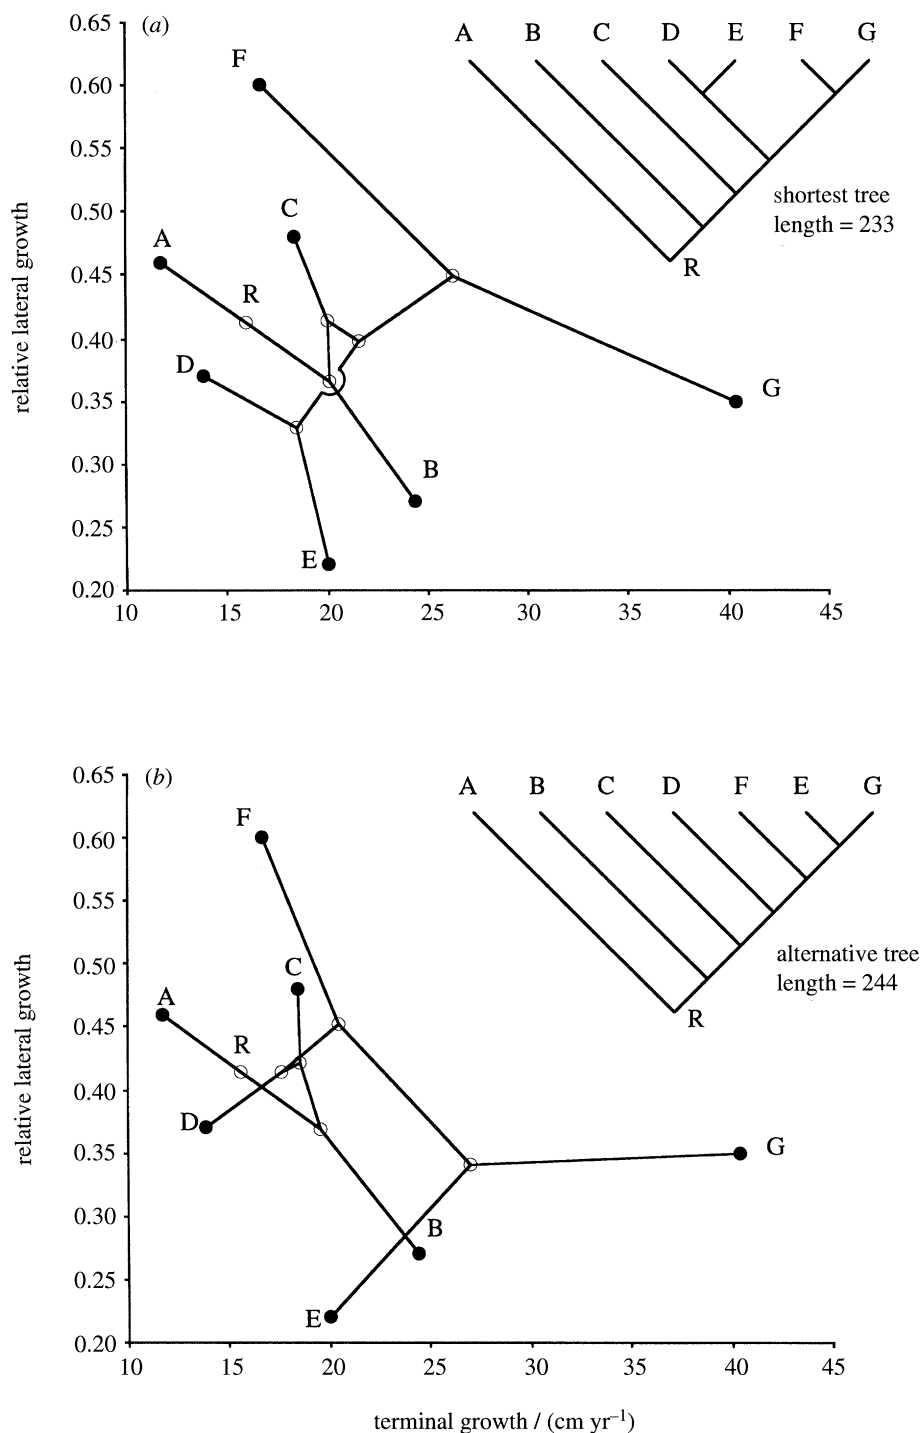 0.65
(a)
A B C D E F G
F
0.60
0.55
shortest tree
length = 233
0.50
C
A
R
0.45
R
0.40
D
G
0.35
B
0.30
0.25
E
0.20
10 15 20 25 30 35 40 45
relative lateral growth
0.65
(b)
A B C D F E G
F
0.60
0.55
alternative tree
length = 244
0.50
C
A
R
0.45
R
0.40
D
G
0.35
0.30
B
0.25
E
0.20
10 15 20 25 30 35 40 45
relative lateral growth
terminal growth / (cm yr⁻¹)